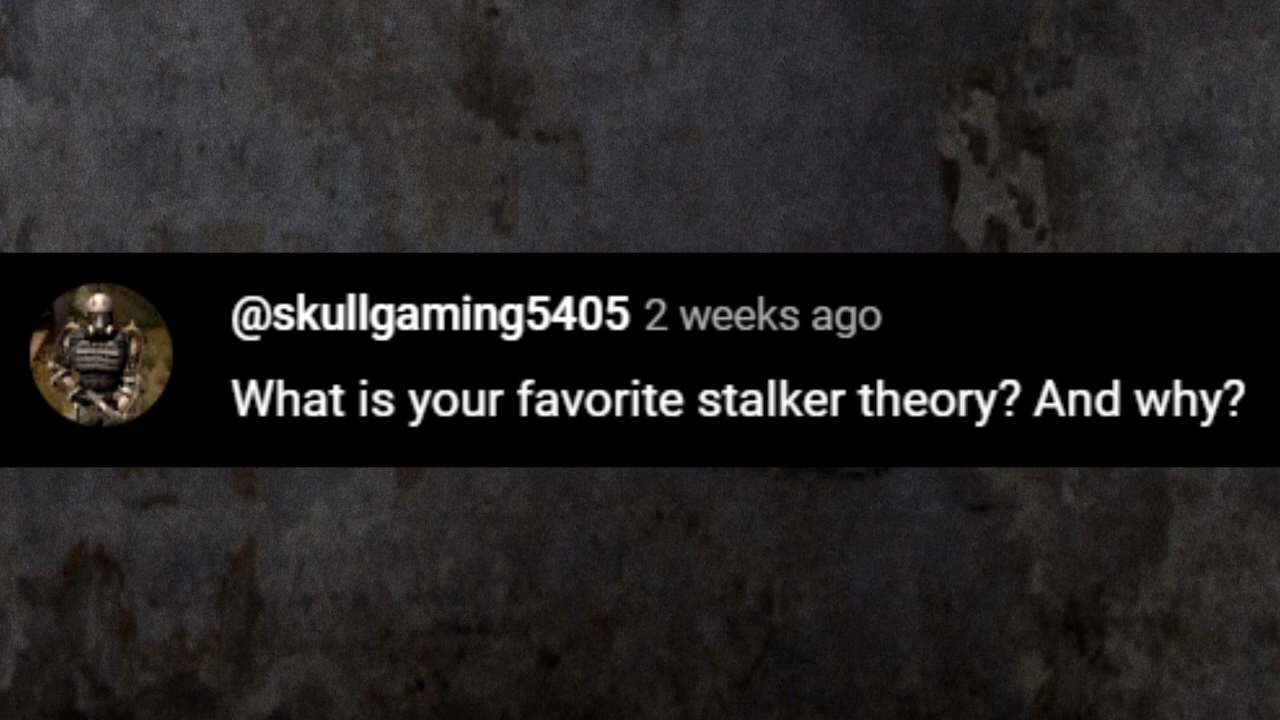 @skullgaming5405 2 weeks ago
What is your favorite stalker theory? And why?